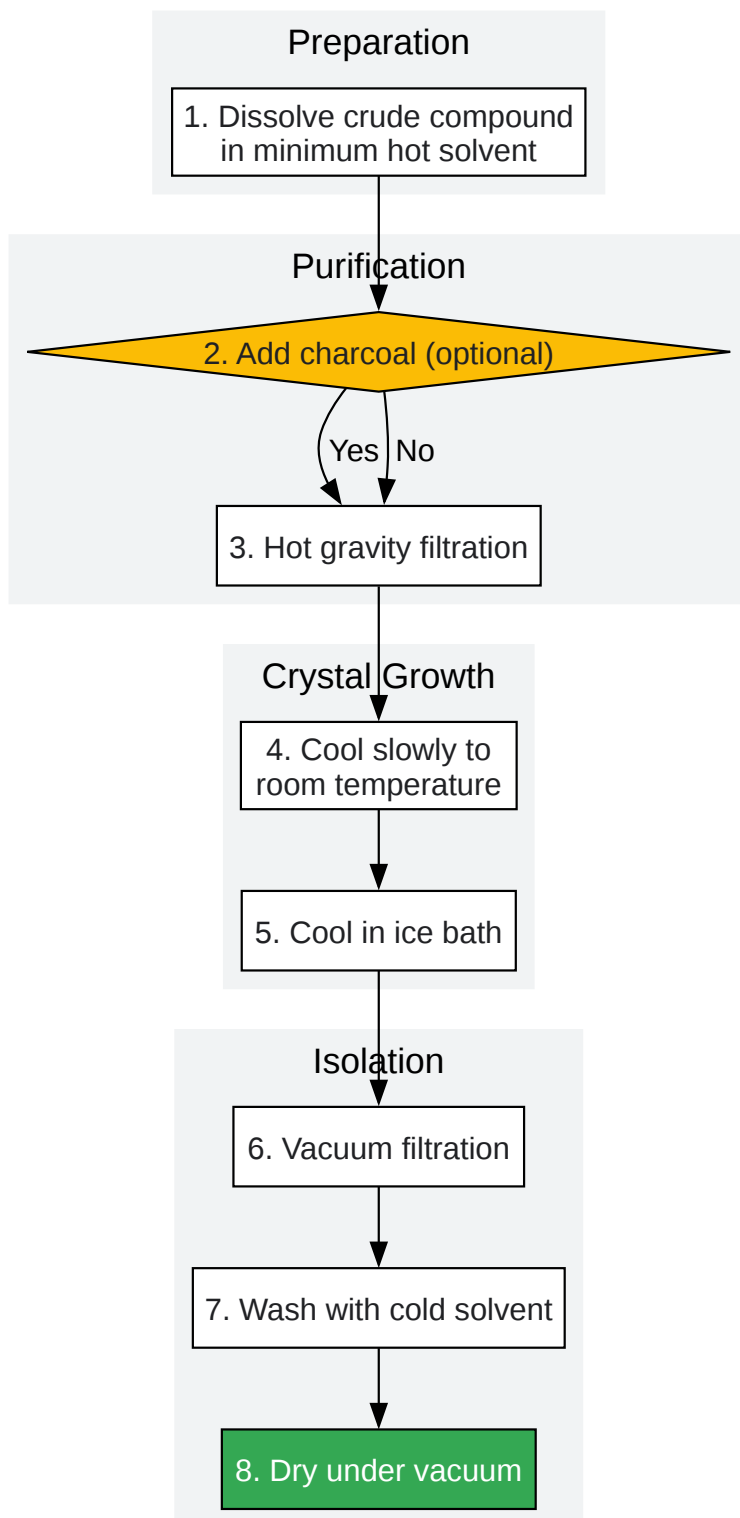 Preparation
1. Dissolve crude compound
in minimum hot solvent
Purification
2. Add charcoal (optional)
Yes
No
3. Hot gravity filtration
Crystal Growth
4. Cool slowly to
room temperature
5. Cool in ice bath
Isolation
6. Vacuum filtration
7. Wash with cold solvent
8. Dry under vacuum